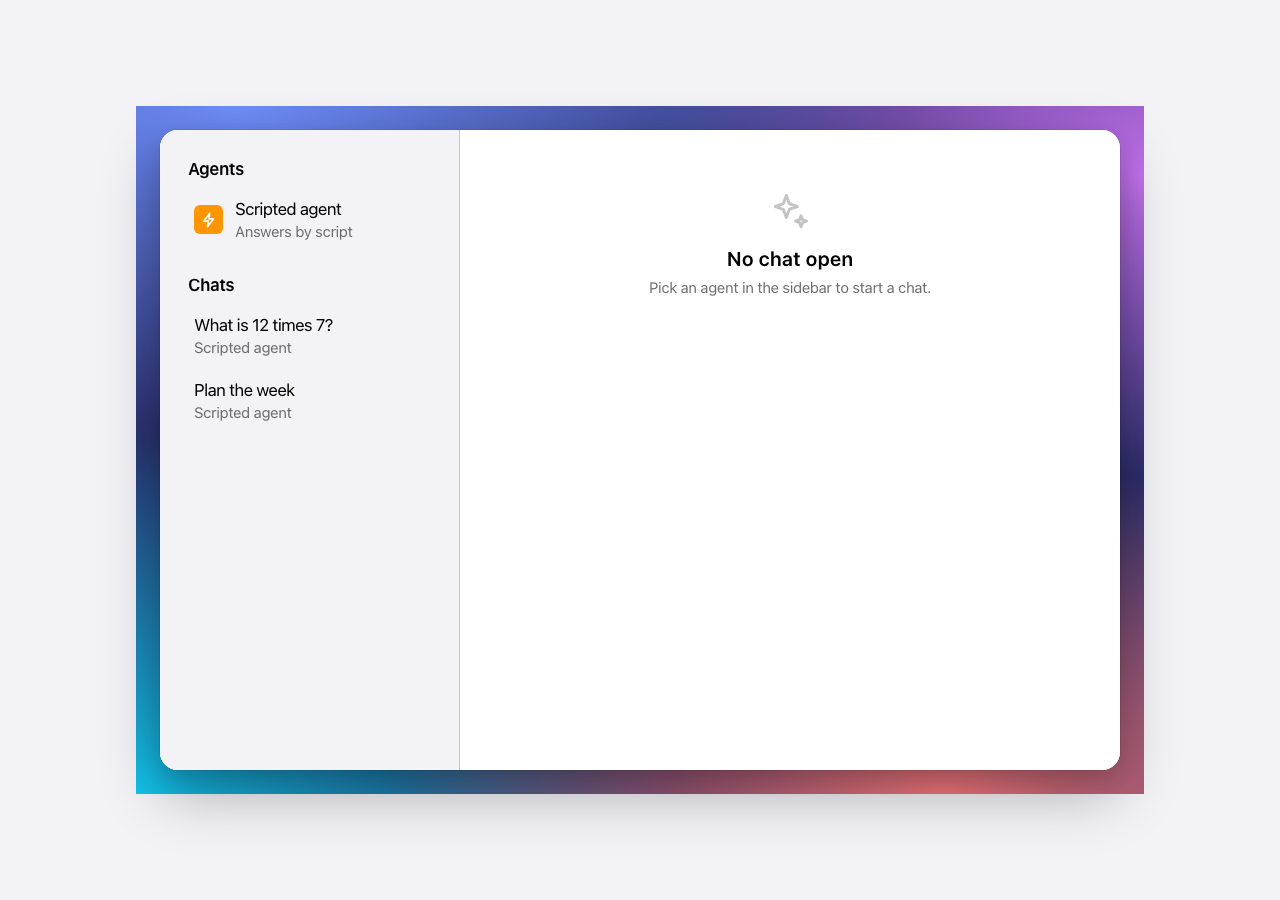 Agents
Scripted agent
Answers by script
Chats
What is 12 times 7?
Scripted agent
Plan the week
Scripted agent
No chat open
Pick an agent in the sidebar to start a chat.